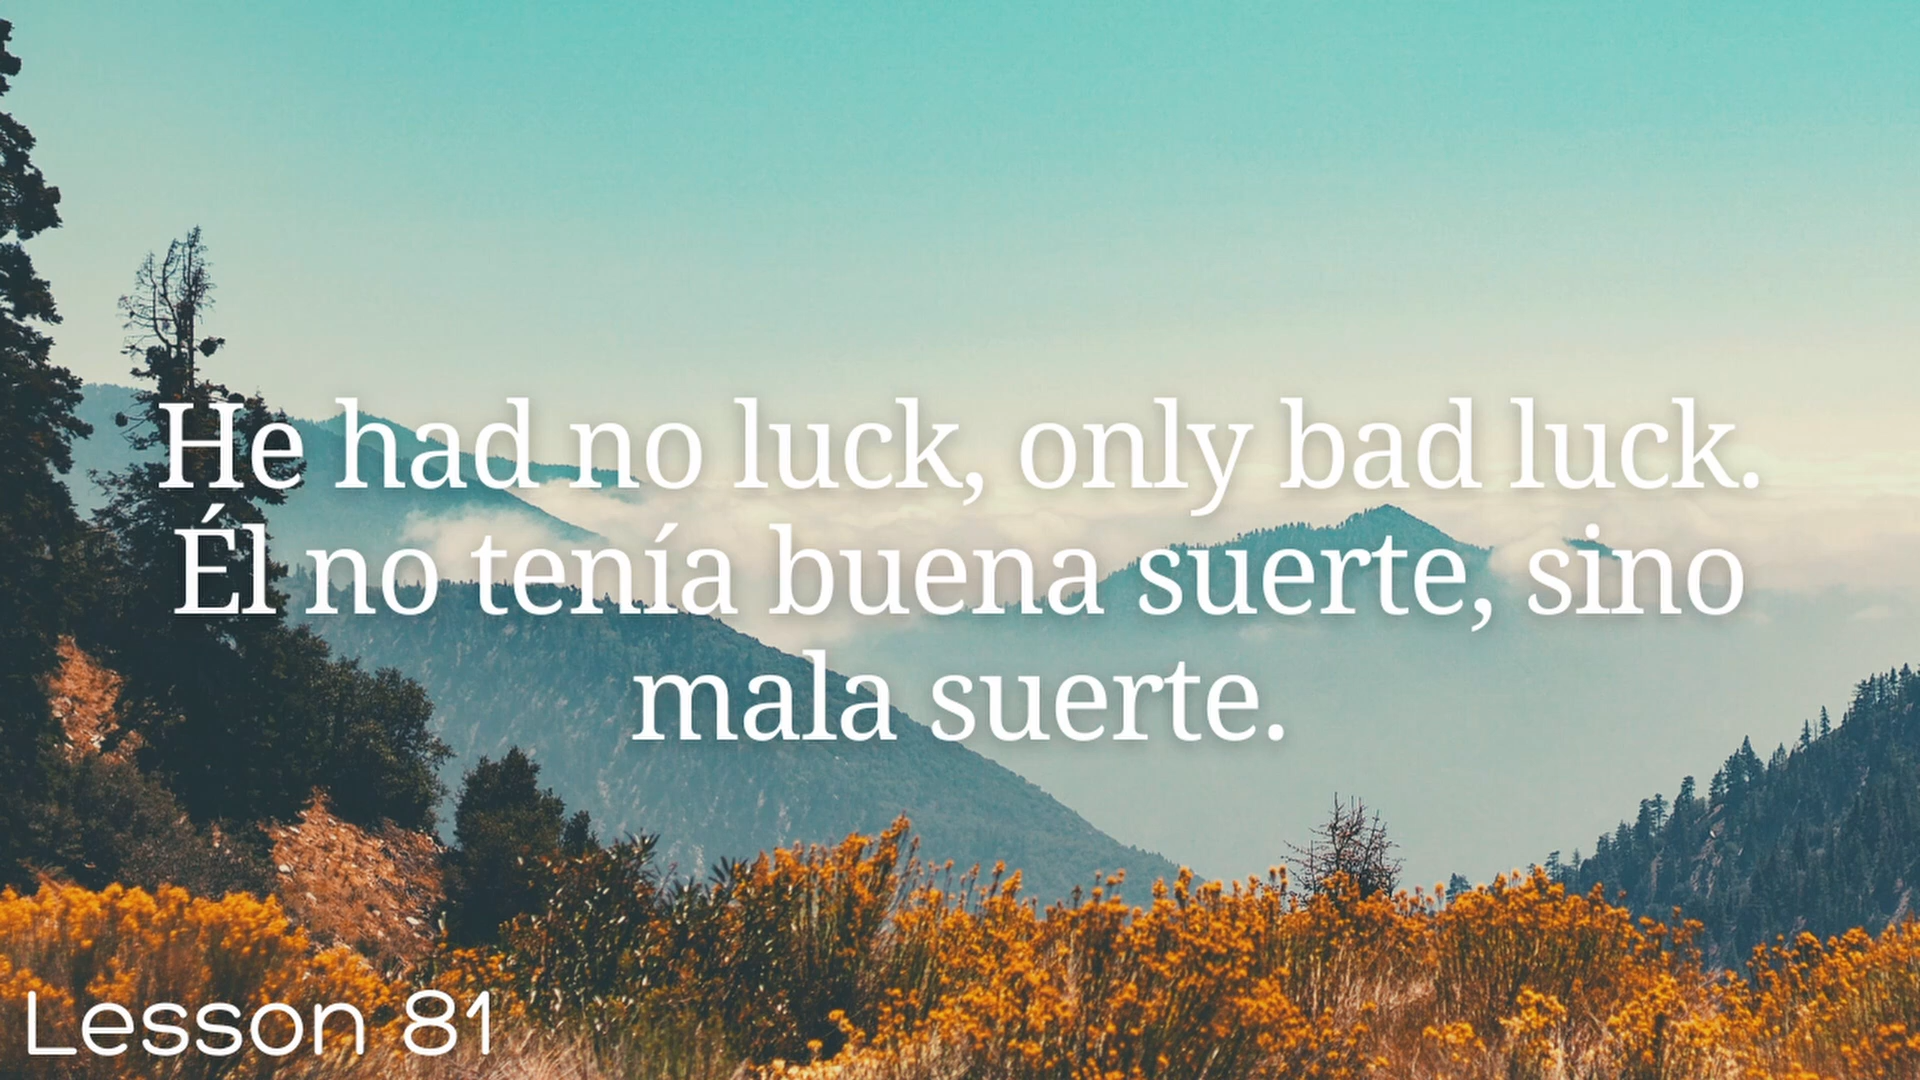 He had no luck, only bad luck.
Él no tenía buena suerte, sino
mala suerte.
Lesson 81